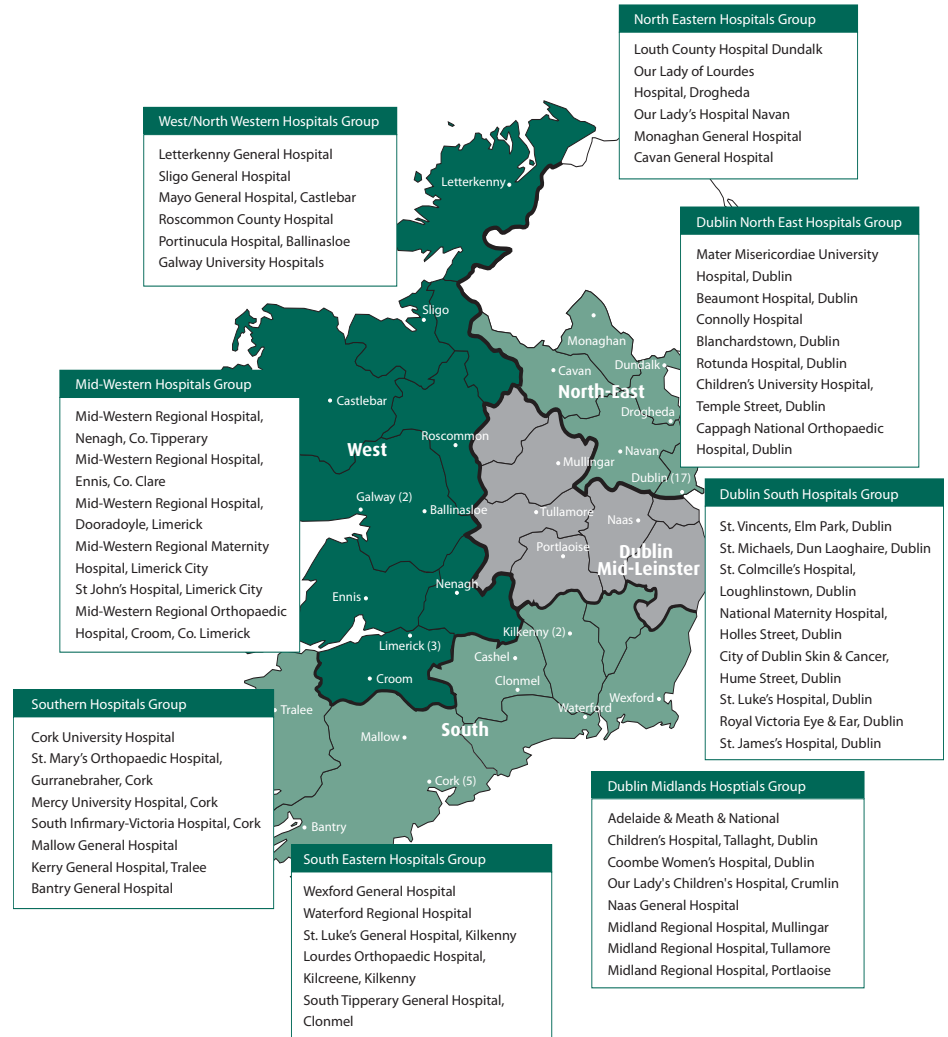 North Eastern Hospitals Group
Louth County Hospital Dundalk
Our Lady of Lourdes
Hospital, Drogheda
Our Lady’s Hospital Navan
Monaghan General Hospital
Cavan General Hospital
West/North Western Hospitals Group
Letterkenny General Hospital
Sligo General Hospital
Mayo General Hospital, Castlebar
Roscommon County Hospital
Portinucula Hospital, Ballinasloe
Galway University Hospitals
Dublin North East Hospitals Group
Mater Misericordiae University
Hospital, Dublin
Beaumont Hospital, Dublin
Connolly Hospital
Blanchardstown, Dublin
Rotunda Hospital, Dublin
Children’s University Hospital,
Temple Street, Dublin
Cappagh National Orthopaedic
Hospital, Dublin
Mid-Western Hospitals Group
Mid-Western Regional Hospital,
Nenagh, Co. Tipperary
Mid-Western Regional Hospital,
Ennis, Co. Clare
Mid-Western Regional Hospital,
Dooradoyle, Limerick
Mid-Western Regional Maternity
Hospital, Limerick City
St John’s Hospital, Limerick City
Mid-Western Regional Orthopaedic
Hospital, Croom, Co. Limerick
Letterkenny
Sligo
Monaghan
Dundalk
Cavan
North-East
Castlebar
Drogheda
Roscommon
West
Navan
Mullingar
Dublin (17)
Galway (2)
Ballinasloe
Tullamore
Naas
Portlaoise
Dublin
Mid-Leinster
Nenagh
Ennis
Kilkenny (2)
Limerick (3)
Cashel
Croom
Clonmel
Wexford
Tralee
Waterford
Mallow
South
Cork (5)
Bantry
Dublin South Hospitals Group
St. Vincents, Elm Park, Dublin
St. Michaels, Dun Laoghaire, Dublin
St. Colmcille’s Hospital,
Loughlinstown, Dublin
National Maternity Hospital,
Holles Street, Dublin
City of Dublin Skin & Cancer,
Hume Street, Dublin
St. Luke’s Hospital, Dublin
Royal Victoria Eye & Ear, Dublin
St. James’s Hospital, Dublin
Southern Hospitals Group
Cork University Hospital
St. Mary’s Orthopaedic Hospital,
Gurranebraher, Cork
Mercy University Hospital, Cork
South Infirmary-Victoria Hospital, Cork
Mallow General Hospital
Kerry General Hospital, Tralee
Bantry General Hospital
Dublin Midlands Hosptials Group
Adelaide & Meath & National
Children’s Hospital, Tallaght, Dublin
Coombe Women’s Hospital, Dublin
Our Lady's Children's Hospital, Crumlin
Naas General Hospital
Midland Regional Hospital, Mullingar
Midland Regional Hospital, Tullamore
Midland Regional Hospital, Portlaoise
South Eastern Hospitals Group
Wexford General Hospital
Waterford Regional Hospital
St. Luke’s General Hospital, Kilkenny
Lourdes Orthopaedic Hospital,
Kilcreene, Kilkenny
South Tipperary General Hospital,
Clonmel